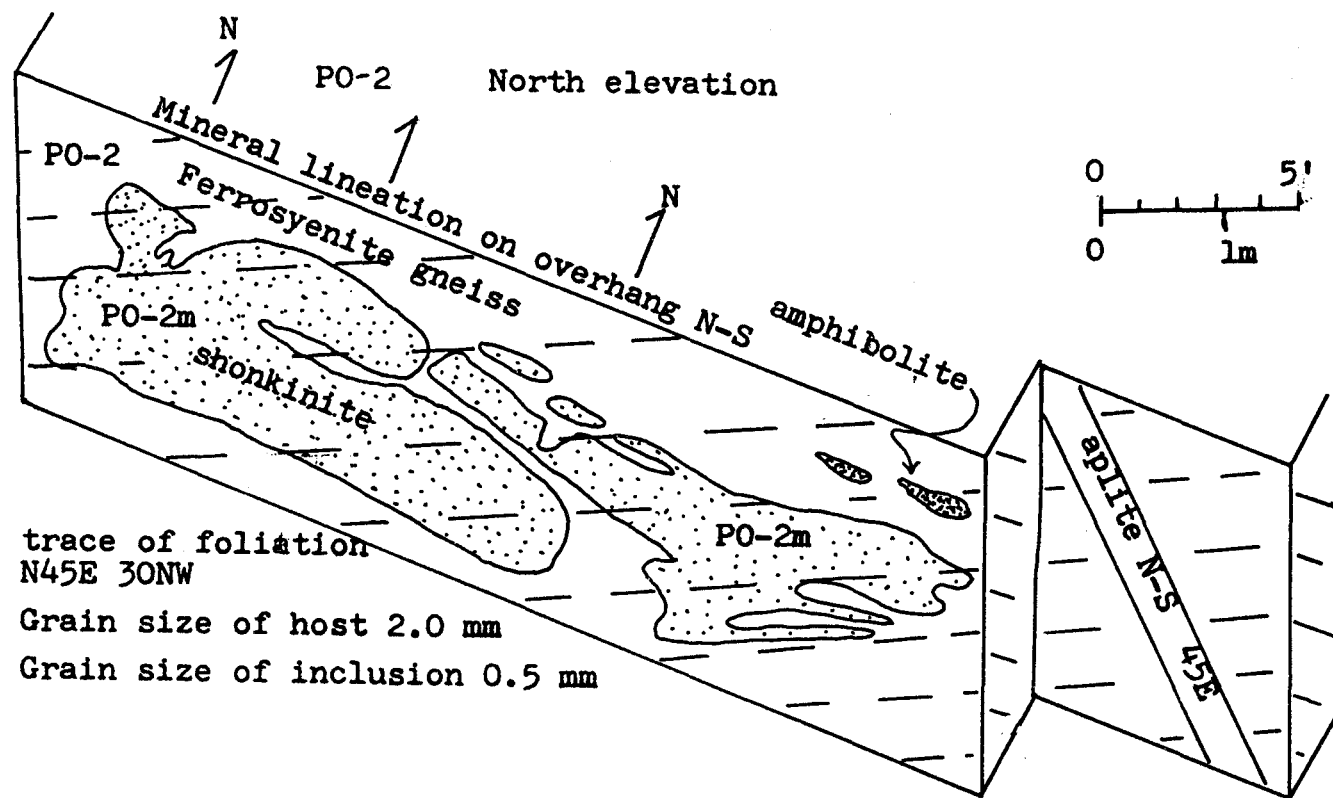 N
PO-2 North elevation
N
Mineral lineation on overhang N-S
N
PO-2
Ferrosyenite gneiss
0 5'
0 1m
amphibolite
PO-2m
shonkinite
PO-2m
aplite N-S 45E
trace of foliation
N45E 30NW
Grain size of host 2.0 mm
Grain size of inclusion 0.5 mm